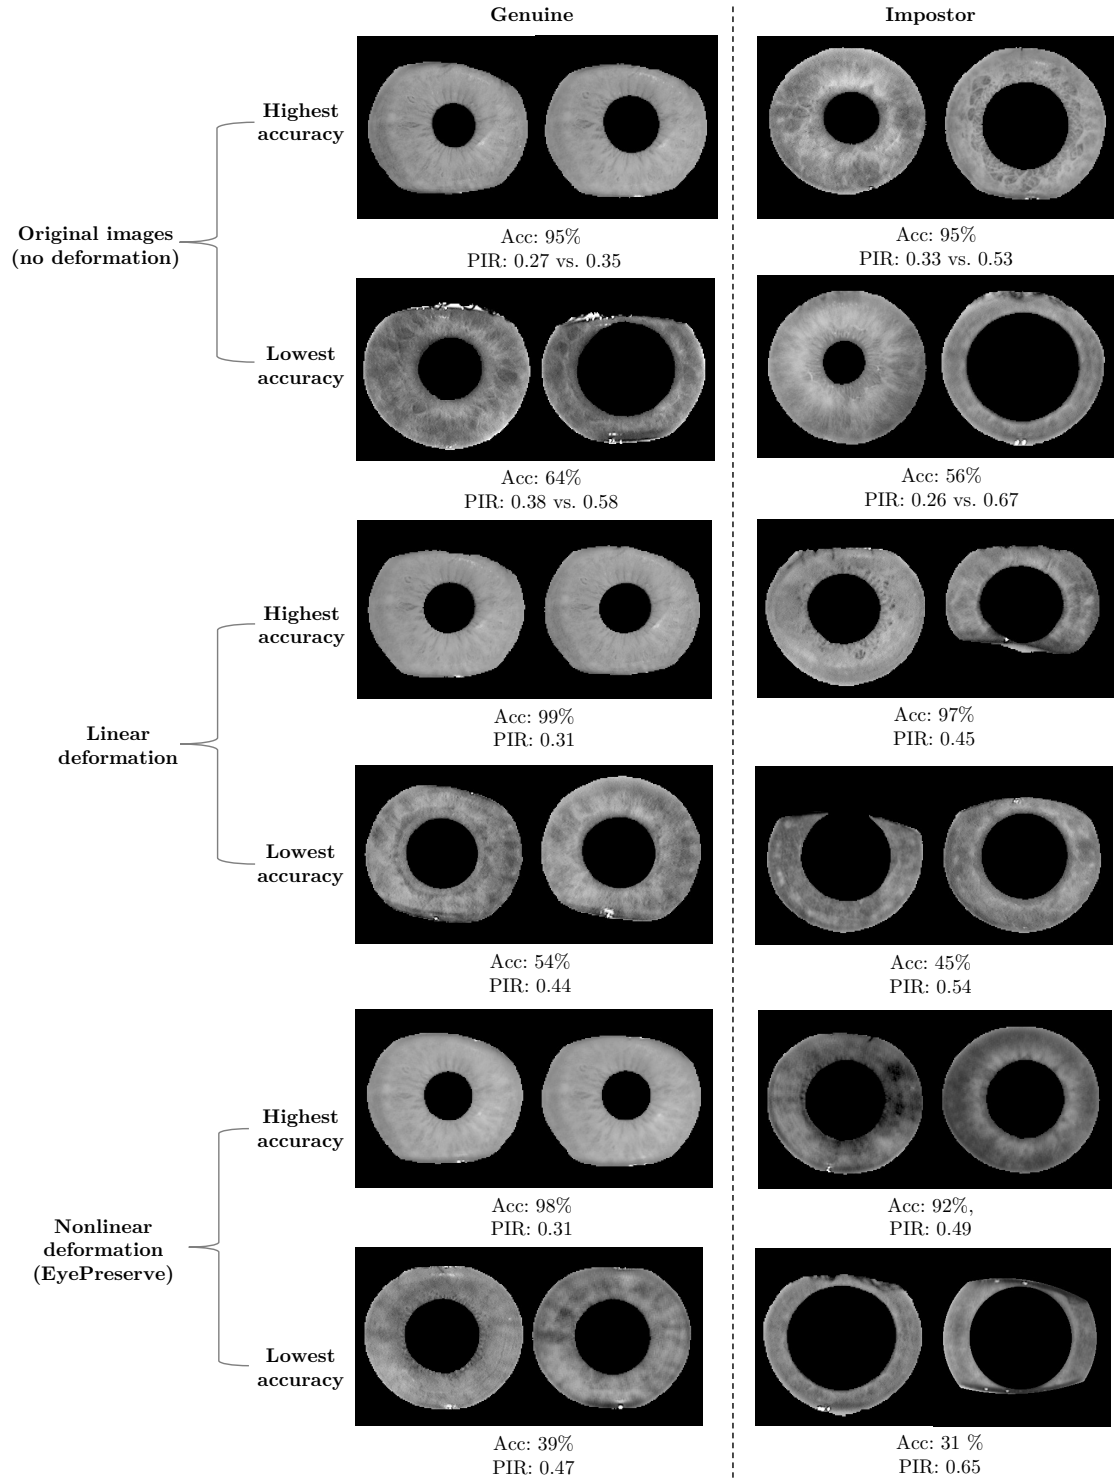 Genuine
Impostor
Highest
accuracy
Acc: 95%
PIR: 0.27 vs. 0.35
Acc: 95%
PIR: 0.33 vs. 0.53
Original images
(no deformation)
Lowest
accuracy
Acc: 64%
PIR: 0.38 vs. 0.58
Acc: 56%
PIR: 0.26 vs. 0.67
Highest
accuracy
Acc: 99%
PIR: 0.31
Acc: 97%
PIR: 0.45
Linear
deformation
Lowest
accuracy
Acc: 54%
PIR: 0.44
Acc: 45%
PIR: 0.54
Highest
accuracy
Acc: 98%
PIR: 0.31
Acc: 92%,
PIR: 0.49
Nonlinear
deformation
(EyePreserve)
Lowest
accuracy
Acc: 39%
PIR: 0.47
Acc: 31 %
PIR: 0.65